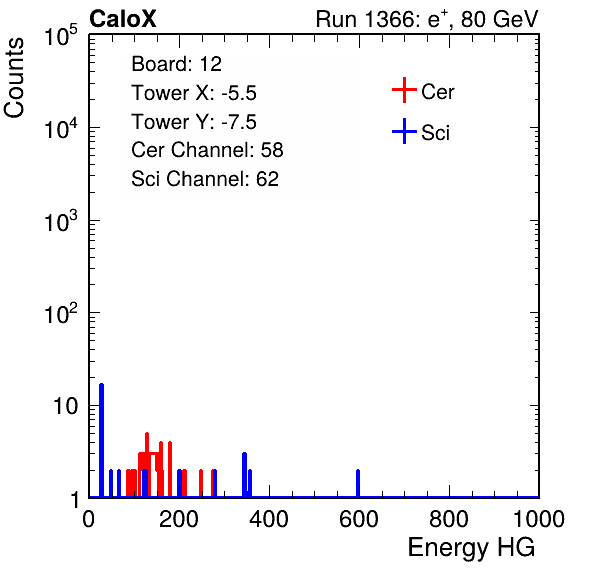 CaloX Run 1366: e⁺, 80 GeV
Counts
10⁵
10⁴
10³
10²
10
1
Board: 12
Tower X: -5.5
Tower Y: -7.5
Cer Channel: 58
Sci Channel: 62
Cer
Sci
0 200 400 600 800 1000
Energy HG